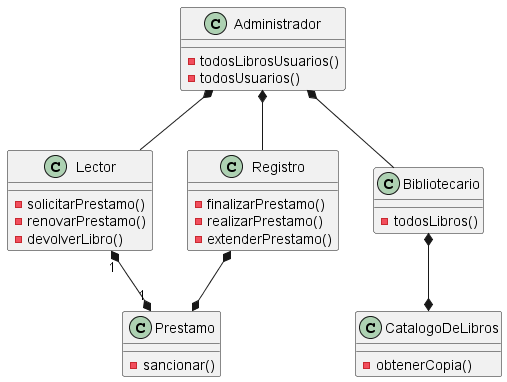 C Administrador
todosLibrosUsuarios()
todosUsuarios()
C Lector
solicitarPrestamo()
renovarPrestamo()
devolverLibro()
C Registro
finalizarPrestamo()
realizarPrestamo()
extenderPrestamo()
C Bibliotecario
todosLibros()
1
1
C Prestamo
sancionar()
C CatalogoDeLibros
obtenerCopia()